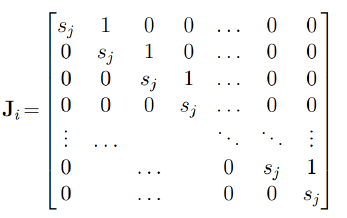 s_j 1 0 0 … 0 0
0 s_j 1 0 … 0 0
0 0 s_j 1 … 0 0
J_i = 0 0 0 s_j … 0 0
⋮ … ⋱ ⋱ ⋮
0 … 0 s_j 1
0 … 0 0 s_j